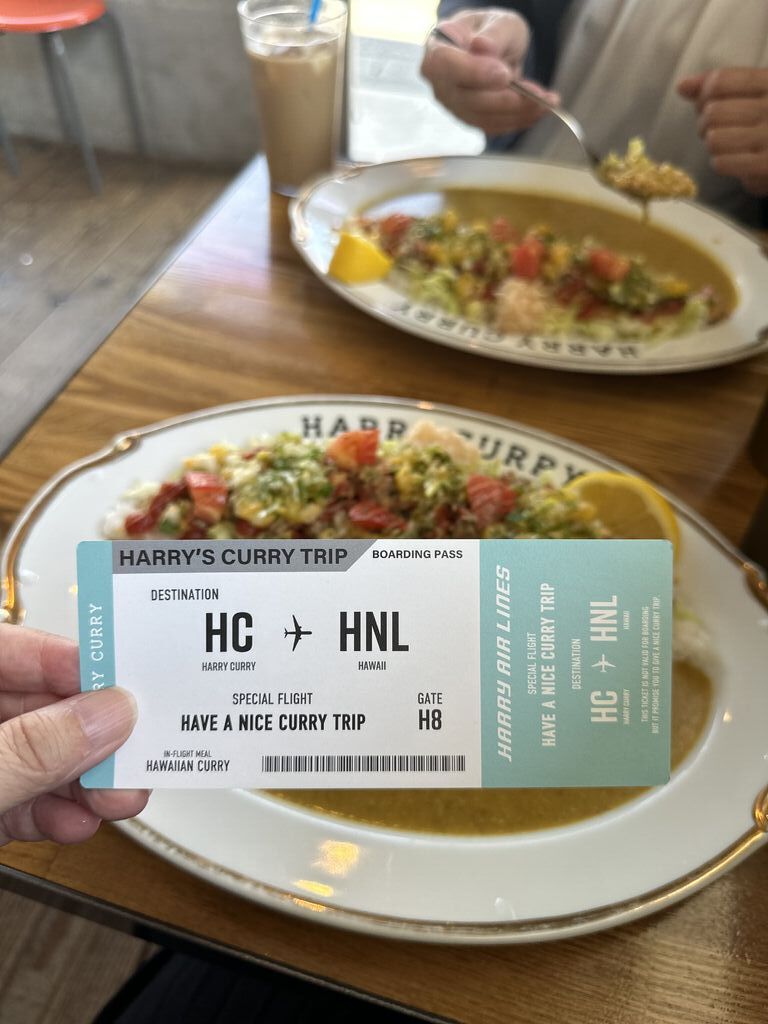 HARRY CURRY
HARRY CURRY
HARRY'S CURRY TRIP
BOARDING PASS
DESTINATION
HC HNL
HARRY CURRY HAWAII
SPECIAL FLIGHT
HAVE A NICE CURRY TRIP
GATE
H8
IN-FLIGHT MEAL
HAWAIIAN CURRY
RY CURRY
HARRY AIR LINES
SPECIAL FLIGHT
HAVE A NICE CURRY TRIP
DESTINATION
HC HNL
HARRY CURRY HAWAII
THIS TICKET IS NOT VALID FOR BOARDING
BUT IT PROMISE YOU TO GIVE A NICE CURRY TRIP.